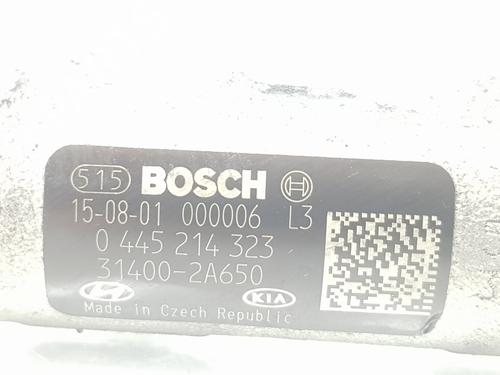 515 BOSCH
15-08-01 000006 L3
0 445 214 323
31400-2A650
KIA
Made in Czech Republic